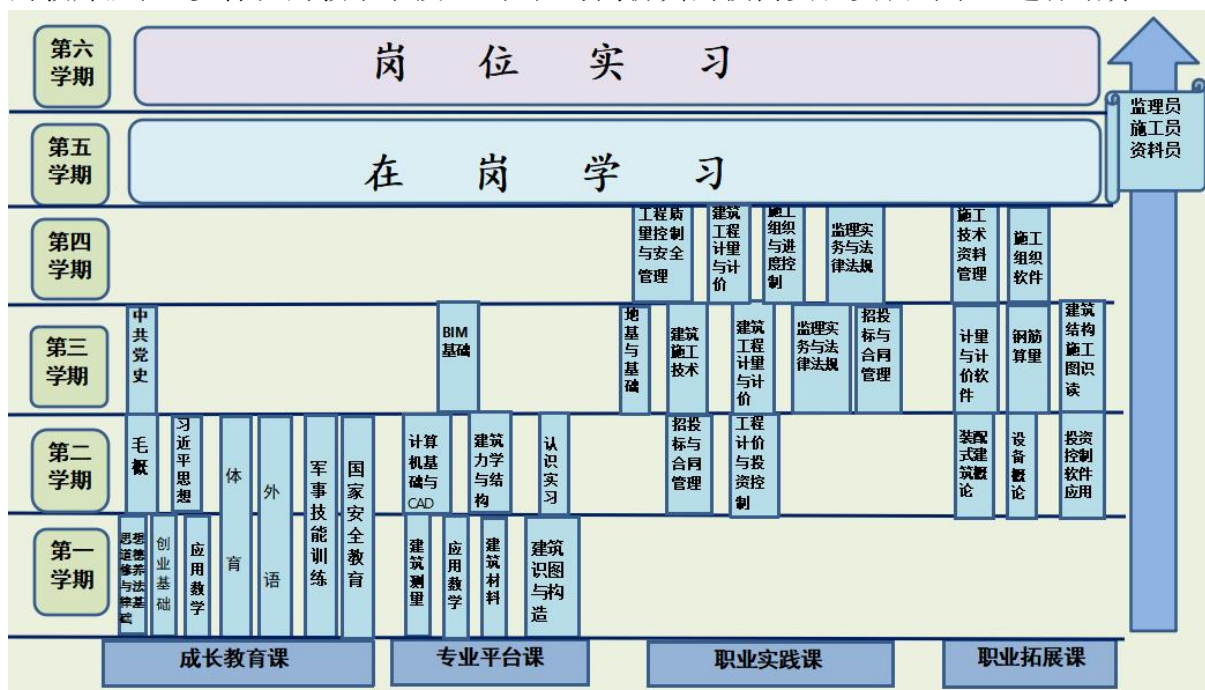 第六
学期
岗位实习
监理员
施工员
资料员
第五
学期
在岗学习
第四
学期
工程质
量控制
与安全
管理
建筑
工程
计量
与计
价
施工
组织
与进
度控
制
监理实
务与法
律法规
施工
技术
资料
管理
施工
组织
软件
第三
学期
中共党史
BIM
基础
地基与基础
建筑
施工
技术
建筑
工程
计量
与计
价
监理实
务与法
律法规
招投
标与
合同
管理
计量
与计
价软
件
钢筋
算量
建筑
结构
施工
图识
读
第二
学期
毛概
习近平思想
体育
外语
军事技能训练
国家安全教育
计算
机基
础与
CAD
建筑
力学
与结
构
认识实习
招投
标与
合同
管理
工程
计价
与投
资控
制
装配
式建
筑概
论
设备概论
投资
控制
软件
应用
第一
学期
思想
道德
修养
与法
律基
础
创业基础
应用数学
建筑测量
应用数学
建筑材料
建筑
识图
与构
造
成长教育课
专业平台课
职业实践课
职业拓展课